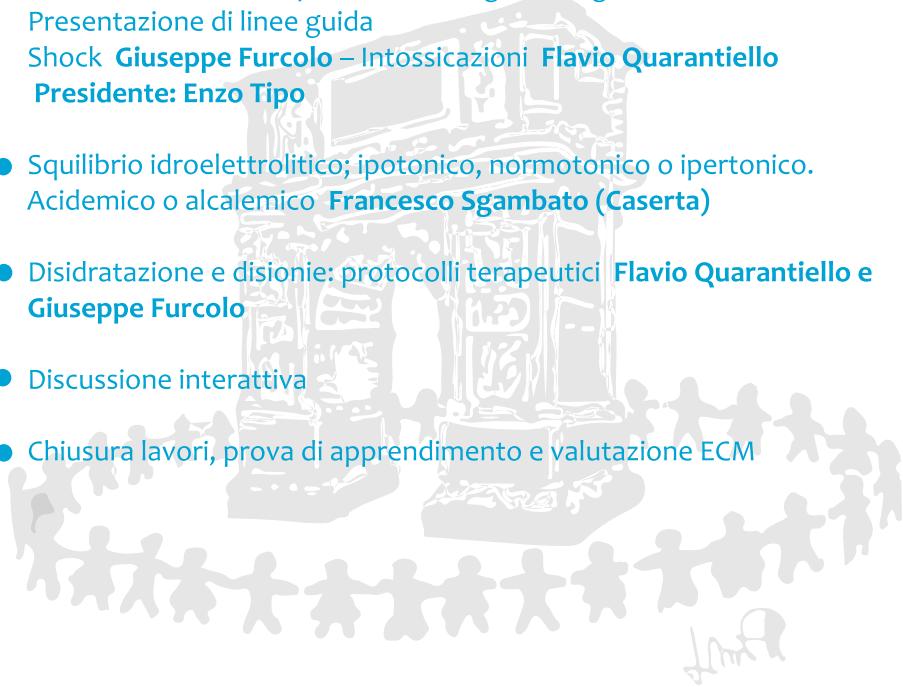 Presentazione di linee guida
Shock Giuseppe Furcolo – Intossicazioni Flavio Quarantiello
Presidente: Enzo Tipo
Squilibrio idroelettrolitico; ipotonico, normotonico o ipertonico.
Acidemico o alcalemico Francesco Sgambato (Caserta)
Disidratazione e disionie: protocolli terapeutici Flavio Quarantiello e
Giuseppe Furcolo
Discussione interattiva
Chiusura lavori, prova di apprendimento e valutazione ECM